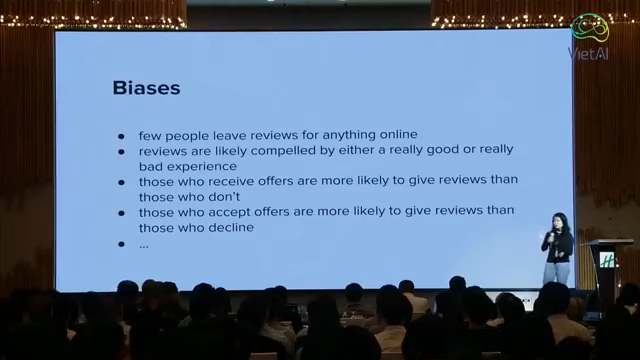 VietAI
Biases
● few people leave reviews for anything online
● reviews are likely compelled by either a really good or really
bad experience
● those who receive offers are more likely to give reviews than
those who don't
● those who accept offers are more likely to give reviews than
those who decline
● ...
H